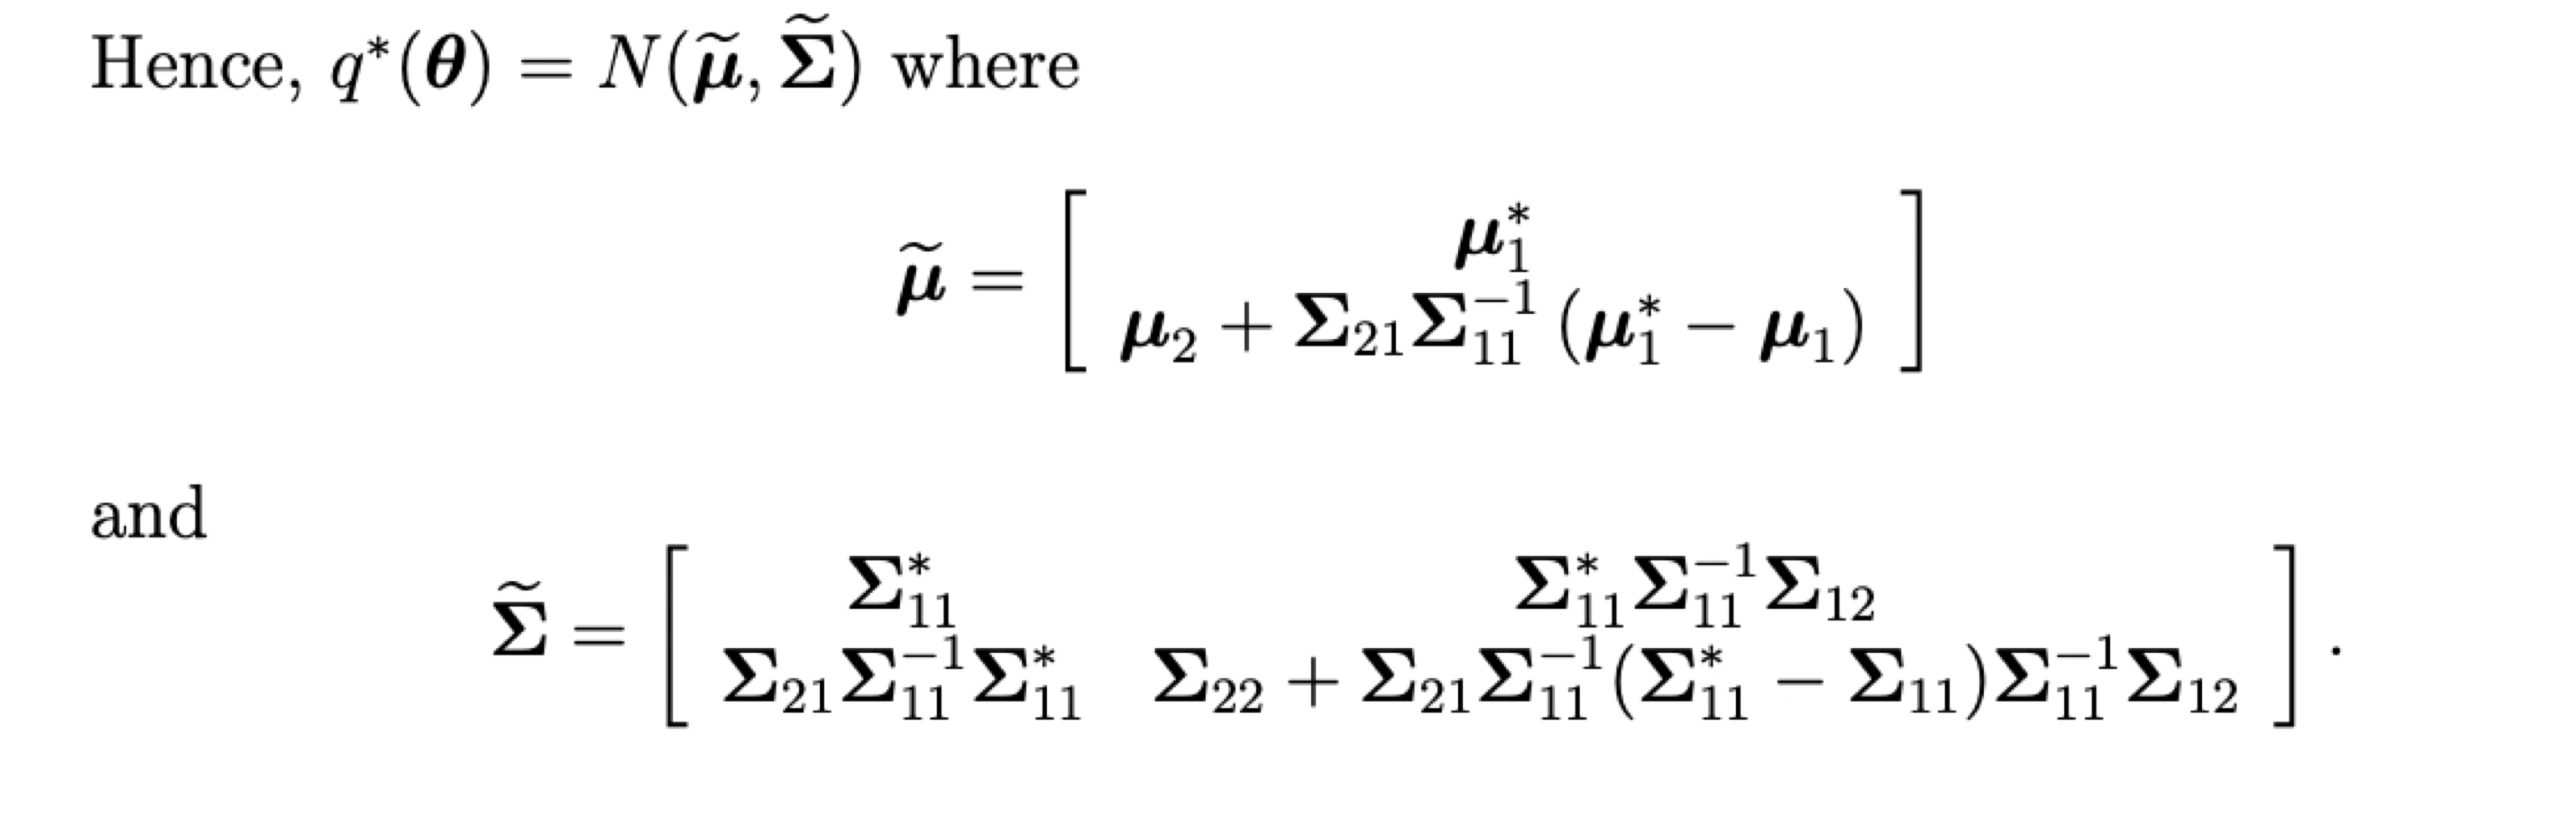 Hence, $q^*(\boldsymbol{\theta}) = N(\widetilde{\boldsymbol{\mu}}, \widetilde{\boldsymbol{\Sigma}})$ where
$\widetilde{\boldsymbol{\mu}} = \left[ \begin{array}{c} \boldsymbol{\mu}_1^* \\ \boldsymbol{\mu}_2 + \boldsymbol{\Sigma}_{21}\boldsymbol{\Sigma}_{11}^{-1}(\boldsymbol{\mu}_1^* - \boldsymbol{\mu}_1) \end{array} \right]$
and
$\widetilde{\boldsymbol{\Sigma}} = \left[ \begin{array}{cc} \boldsymbol{\Sigma}_{11}^* & \boldsymbol{\Sigma}_{11}^*\boldsymbol{\Sigma}_{11}^{-1}\boldsymbol{\Sigma}_{12} \\ \boldsymbol{\Sigma}_{21}\boldsymbol{\Sigma}_{11}^{-1}\boldsymbol{\Sigma}_{11}^* & \boldsymbol{\Sigma}_{22} + \boldsymbol{\Sigma}_{21}\boldsymbol{\Sigma}_{11}^{-1}(\boldsymbol{\Sigma}_{11}^* - \boldsymbol{\Sigma}_{11})\boldsymbol{\Sigma}_{11}^{-1}\boldsymbol{\Sigma}_{12} \end{array} \right].$